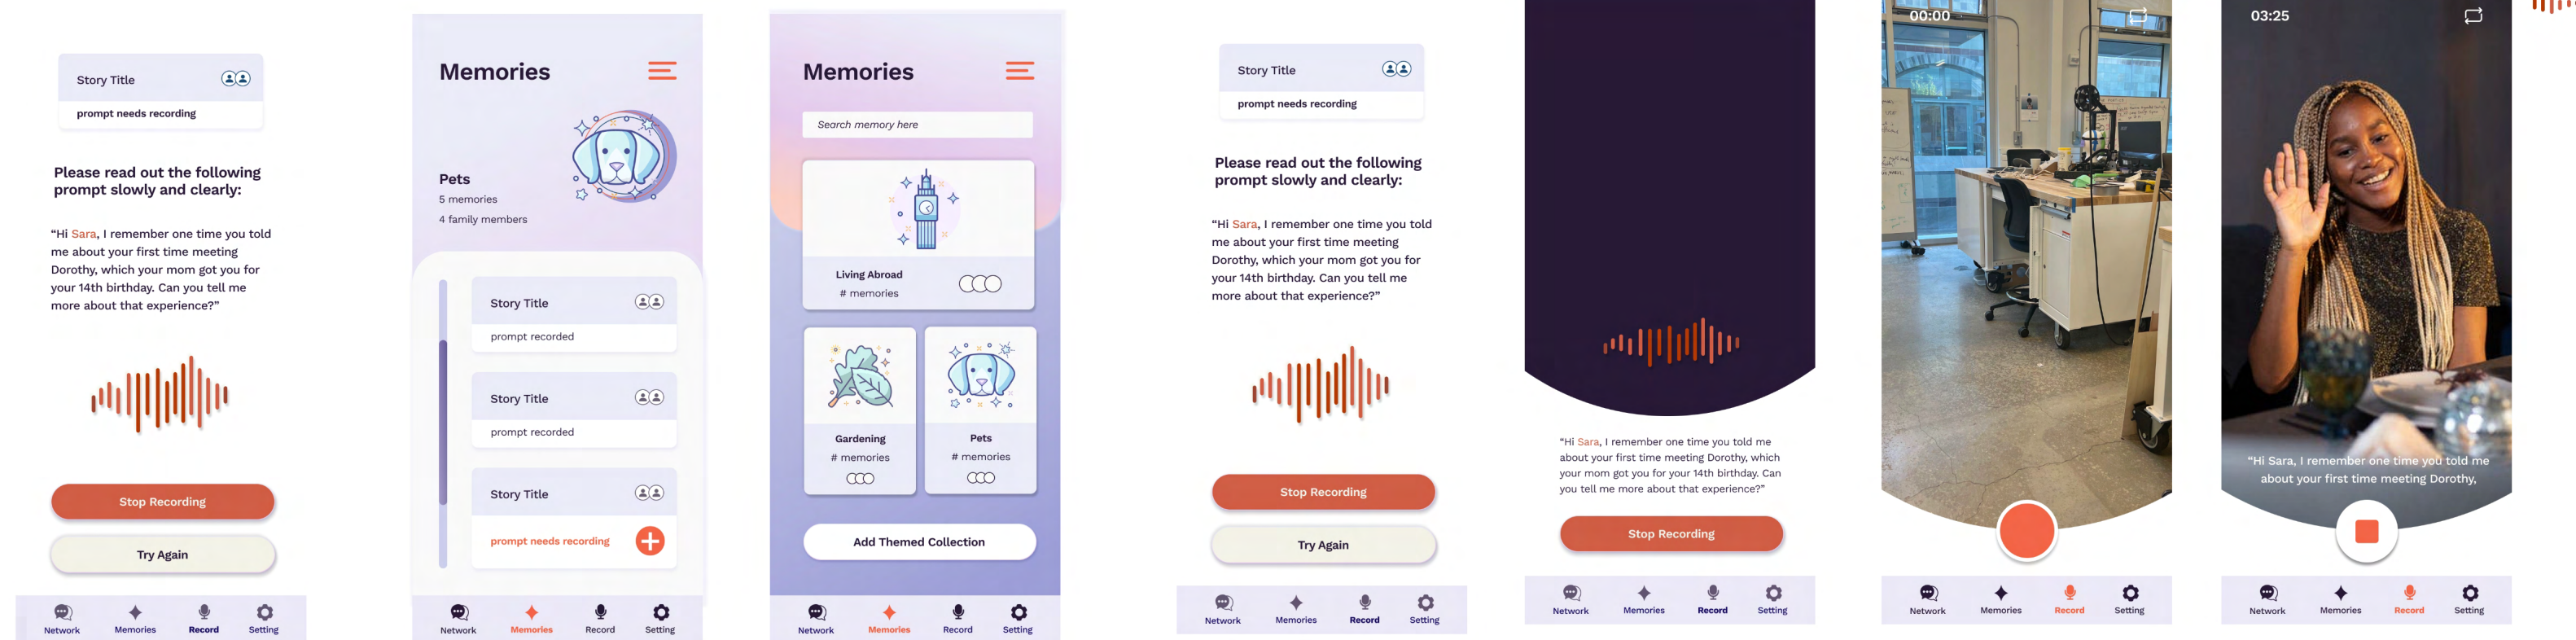 Story Title
prompt needs recording
Please read out the following
prompt slowly and clearly:
“Hi Sara, I remember one time you told
me about your first time meeting
Dorothy, which your mom got you for
your 14th birthday. Can you tell me
more about that experience?”
Stop Recording
Try Again
Network
Memories
Record
Setting
Memories
Pets
5 memories
4 family members
Story Title
prompt recorded
Story Title
prompt recorded
Story Title
prompt needs recording
Network
Memories
Record
Setting
Memories
Search memory here
Living Abroad
# memories
Gardening
# memories
Pets
# memories
Add Themed Collection
Network
Memories
Record
Setting
Story Title
prompt needs recording
Please read out the following
prompt slowly and clearly:
“Hi Sara, I remember one time you told
me about your first time meeting
Dorothy, which your mom got you for
your 14th birthday. Can you tell me
more about that experience?”
Stop Recording
Try Again
Network
Memories
Record
Setting
“Hi Sara, I remember one time you told me
about your first time meeting Dorothy, which
your mom got you for your 14th birthday. Can
you tell me more about that experience?”
Stop Recording
Network
Memories
Record
Setting
00:00
Network
Memories
Record
Setting
03:25
“Hi Sara, I remember one time you told me
about your first time meeting Dorothy,
Network
Memories
Record
Setting